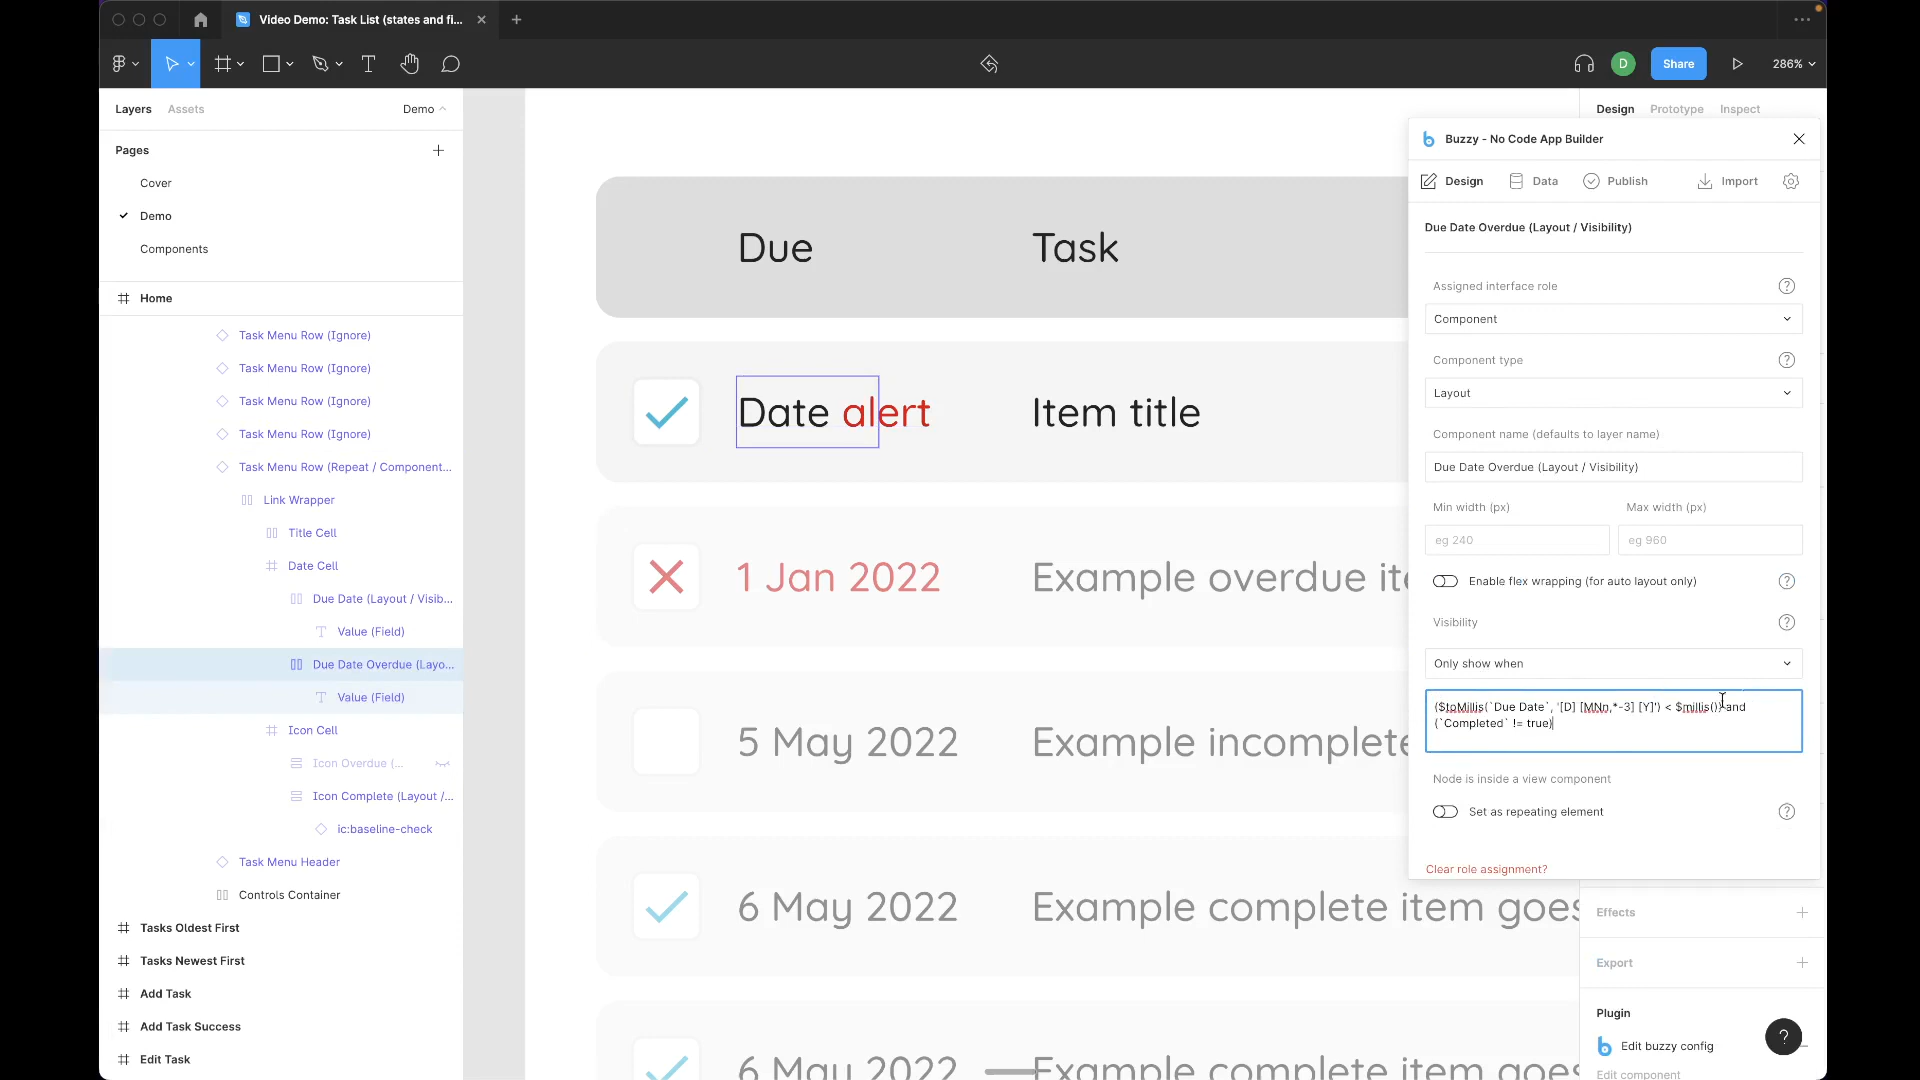 Video Demo: Task List (states and fi...
D
Share
286%
Layers
Assets
Demo
Pages
Cover
Demo
Components
Home
Task Menu Row (Ignore)
Task Menu Row (Ignore)
Task Menu Row (Ignore)
Task Menu Row (Ignore)
Task Menu Row (Repeat / Component...
Link Wrapper
Title Cell
Date Cell
Due Date (Layout / Visib...
Value (Field)
Due Date Overdue (Layo...
Value (Field)
Icon Cell
Icon Overdue (...
Icon Complete (Layout /...
ic:baseline-check
Task Menu Header
Controls Container
Tasks Oldest First
Tasks Newest First
Add Task
Add Task Success
Edit Task
Due
Task
Date alert
Item title
1 Jan 2022
Example overdue ite
5 May 2022
Example incomplete
6 May 2022
Example complete item goes
6 May 2022
Example complete item goes
Design
Prototype
Inspect
Buzzy - No Code App Builder
Design
Data
Publish
Import
Due Date Overdue (Layout / Visibility)
Assigned interface role
?
Component
Component type
?
Layout
Component name (defaults to layer name)
Due Date Overdue (Layout / Visibility)
Min width (px)
Max width (px)
eg 240
eg 960
Enable flex wrapping (for auto layout only)
?
Visibility
?
Only show when
($toMillis(`Due Date`, '[D] [MNn,*-3] [Y]') < $millis()) and
(`Completed` != true)
Node is inside a view component
Set as repeating element
?
Clear role assignment?
Effects
Export
Plugin
Edit buzzy config
?
Edit component